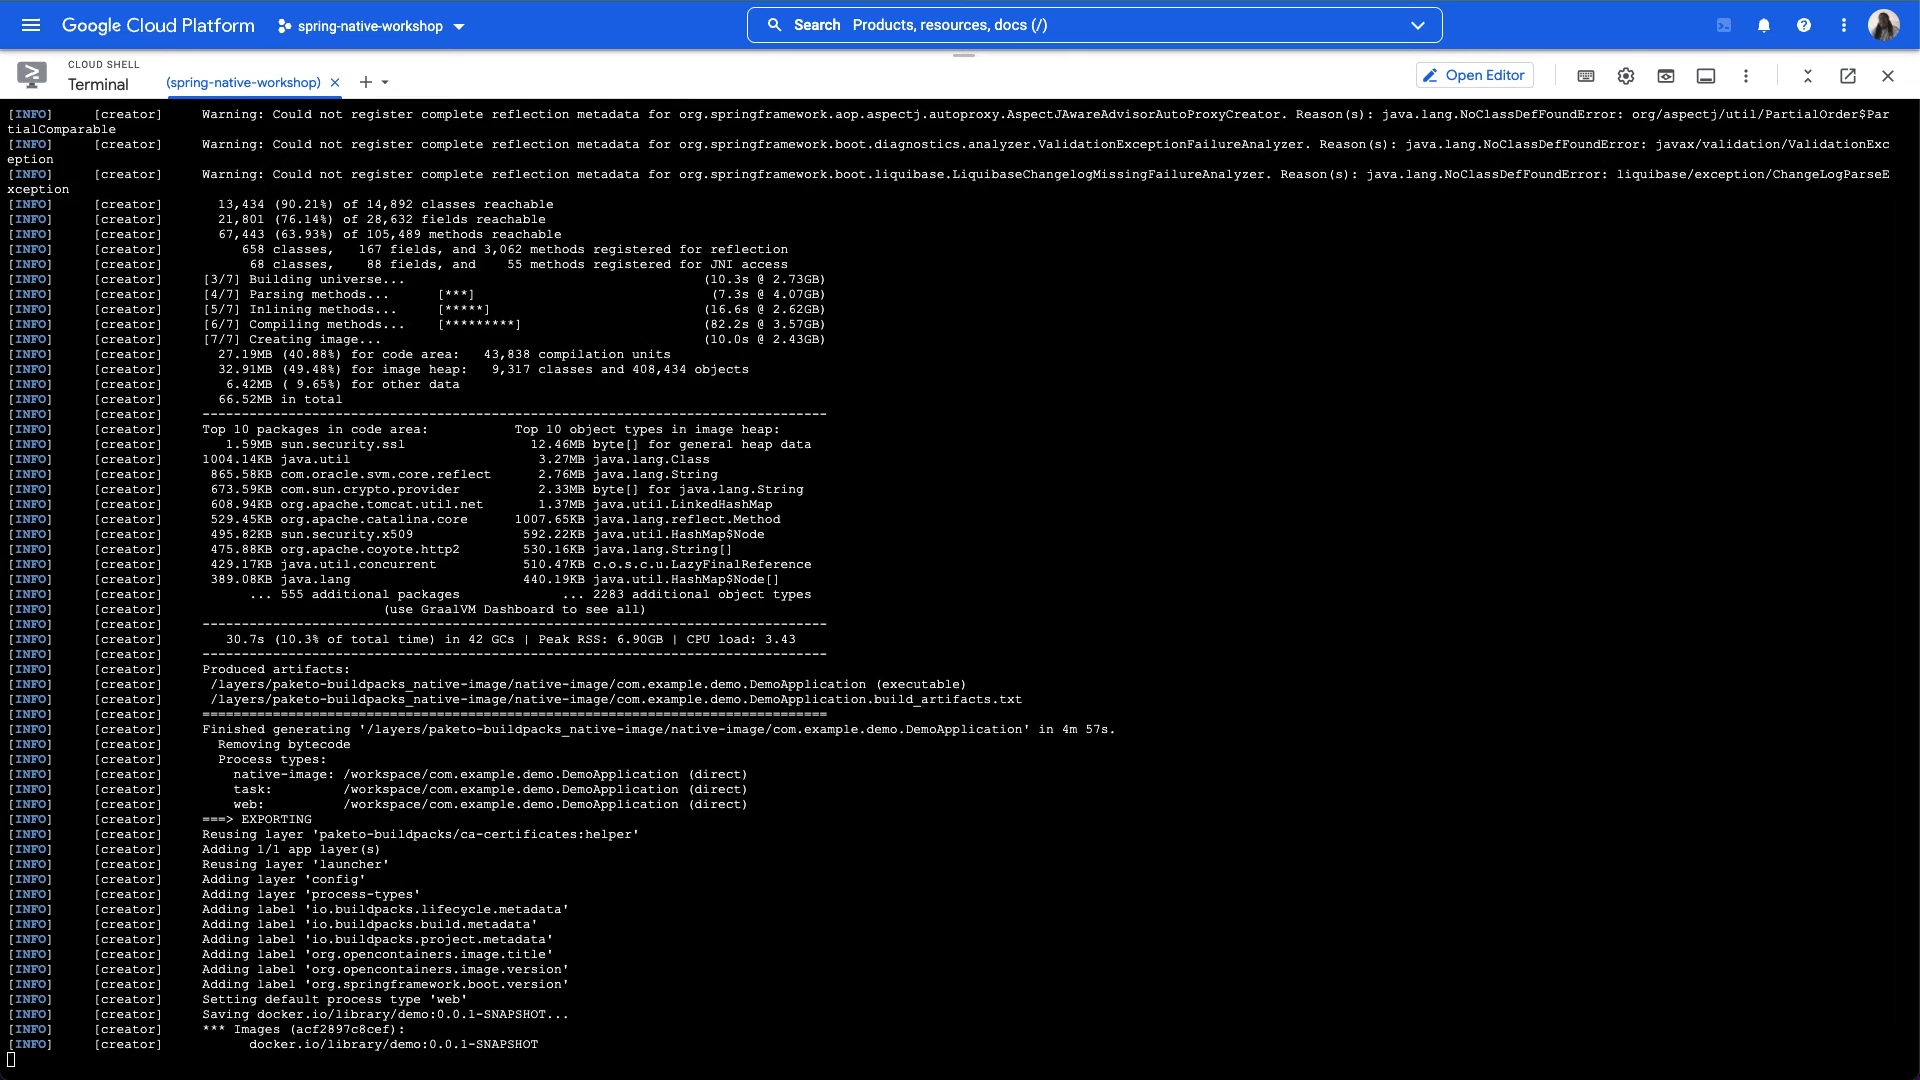 Google Cloud Platform
spring-native-workshop
Search Products, resources, docs (/)
CLOUD SHELL
Terminal
(spring-native-workshop)
Open Editor
[INFO] [creator] Warning: Could not register complete reflection metadata for org.springframework.aop.aspectj.autoproxy.AspectJAwareAdvisorAutoProxyCreator. Reason(s): java.lang.NoClassDefFoundError: org/aspectj/util/PartialOrder$Par
tialComparable
[INFO] [creator] Warning: Could not register complete reflection metadata for org.springframework.boot.diagnostics.analyzer.ValidationExceptionFailureAnalyzer. Reason(s): java.lang.NoClassDefFoundError: javax/validation/ValidationExc
eption
[INFO] [creator] Warning: Could not register complete reflection metadata for org.springframework.boot.liquibase.LiquibaseChangelogMissingFailureAnalyzer. Reason(s): java.lang.NoClassDefFoundError: liquibase/exception/ChangeLogParseE
xception
[INFO] [creator] 13,434 (90.21%) of 14,892 classes reachable
[INFO] [creator] 21,801 (76.14%) of 28,632 fields reachable
[INFO] [creator] 67,443 (63.93%) of 105,489 methods reachable
[INFO] [creator] 658 classes, 167 fields, and 3,062 methods registered for reflection
[INFO] [creator] 68 classes, 88 fields, and 55 methods registered for JNI access
[INFO] [creator] [3/7] Building universe... (10.3s @ 2.73GB)
[INFO] [creator] [4/7] Parsing methods... [***] (7.3s @ 4.07GB)
[INFO] [creator] [5/7] Inlining methods... [*****] (16.6s @ 2.62GB)
[INFO] [creator] [6/7] Compiling methods... [*********] (82.2s @ 3.57GB)
[INFO] [creator] [7/7] Creating image... (10.0s @ 2.43GB)
[INFO] [creator] 27.19MB (40.88%) for code area: 43,838 compilation units
[INFO] [creator] 32.91MB (49.48%) for image heap: 9,317 classes and 408,434 objects
[INFO] [creator] 6.42MB ( 9.65%) for other data
[INFO] [creator] 66.52MB in total
[INFO] [creator] --------------------------------------------------------------------------------
[INFO] [creator] Top 10 packages in code area: Top 10 object types in image heap:
[INFO] [creator] 1.59MB sun.security.ssl 12.46MB byte[] for general heap data
[INFO] [creator] 1004.14KB java.util 3.27MB java.lang.Class
[INFO] [creator] 865.58KB com.oracle.svm.core.reflect 2.76MB java.lang.String
[INFO] [creator] 673.59KB com.sun.crypto.provider 2.33MB byte[] for java.lang.String
[INFO] [creator] 608.94KB org.apache.tomcat.util.net 1.37MB java.util.LinkedHashMap
[INFO] [creator] 529.45KB org.apache.catalina.core 1007.65KB java.lang.reflect.Method
[INFO] [creator] 495.82KB sun.security.x509 592.22KB java.util.HashMap$Node
[INFO] [creator] 475.88KB org.apache.coyote.http2 530.16KB java.lang.String[]
[INFO] [creator] 429.17KB java.util.concurrent 510.47KB c.o.s.c.u.LazyFinalReference
[INFO] [creator] 389.08KB java.lang 440.19KB java.util.HashMap$Node[]
[INFO] [creator] ... 555 additional packages ... 2283 additional object types
[INFO] [creator] (use GraalVM Dashboard to see all)
[INFO] [creator] --------------------------------------------------------------------------------
[INFO] [creator] 30.7s (10.3% of total time) in 42 GCs | Peak RSS: 6.90GB | CPU load: 3.43
[INFO] [creator] --------------------------------------------------------------------------------
[INFO] [creator] Produced artifacts:
[INFO] [creator] /layers/paketo-buildpacks_native-image/native-image/com.example.demo.DemoApplication (executable)
[INFO] [creator] /layers/paketo-buildpacks_native-image/native-image/com.example.demo.DemoApplication.build_artifacts.txt
[INFO] [creator] ================================================================================
[INFO] [creator] Finished generating '/layers/paketo-buildpacks_native-image/native-image/com.example.demo.DemoApplication' in 4m 57s.
[INFO] [creator] Removing bytecode
[INFO] [creator] Process types:
[INFO] [creator] native-image: /workspace/com.example.demo.DemoApplication (direct)
[INFO] [creator] task: /workspace/com.example.demo.DemoApplication (direct)
[INFO] [creator] web: /workspace/com.example.demo.DemoApplication (direct)
[INFO] [creator] ===> EXPORTING
[INFO] [creator] Reusing layer 'paketo-buildpacks/ca-certificates:helper'
[INFO] [creator] Adding 1/1 app layer(s)
[INFO] [creator] Reusing layer 'launcher'
[INFO] [creator] Adding layer 'config'
[INFO] [creator] Adding layer 'process-types'
[INFO] [creator] Adding label 'io.buildpacks.lifecycle.metadata'
[INFO] [creator] Adding label 'io.buildpacks.build.metadata'
[INFO] [creator] Adding label 'io.buildpacks.project.metadata'
[INFO] [creator] Adding label 'org.opencontainers.image.title'
[INFO] [creator] Adding label 'org.opencontainers.image.version'
[INFO] [creator] Adding label 'org.springframework.boot.version'
[INFO] [creator] Setting default process type 'web'
[INFO] [creator] Saving docker.io/library/demo:0.0.1-SNAPSHOT...
[INFO] [creator] *** Images (acf2897c8cef):
[INFO] [creator] docker.io/library/demo:0.0.1-SNAPSHOT